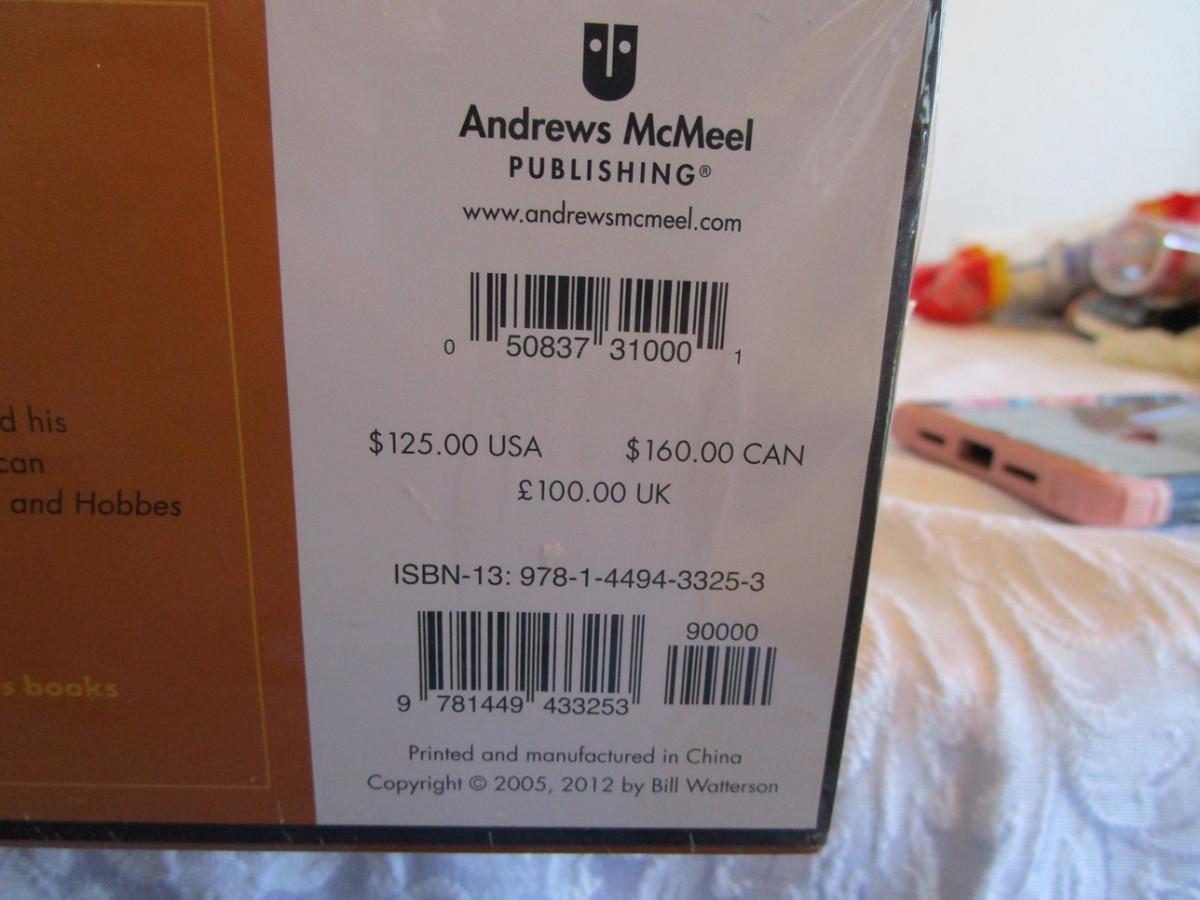 d his
can
and Hobbes
s books
Andrews McMeel
PUBLISHING®
www.andrewsmcmeel.com
0 50837 31000 1
$125.00 USA $160.00 CAN
£100.00 UK
ISBN-13: 978-1-4494-3325-3
90000
9 781449 433253
Printed and manufactured in China
Copyright © 2005, 2012 by Bill Watterson